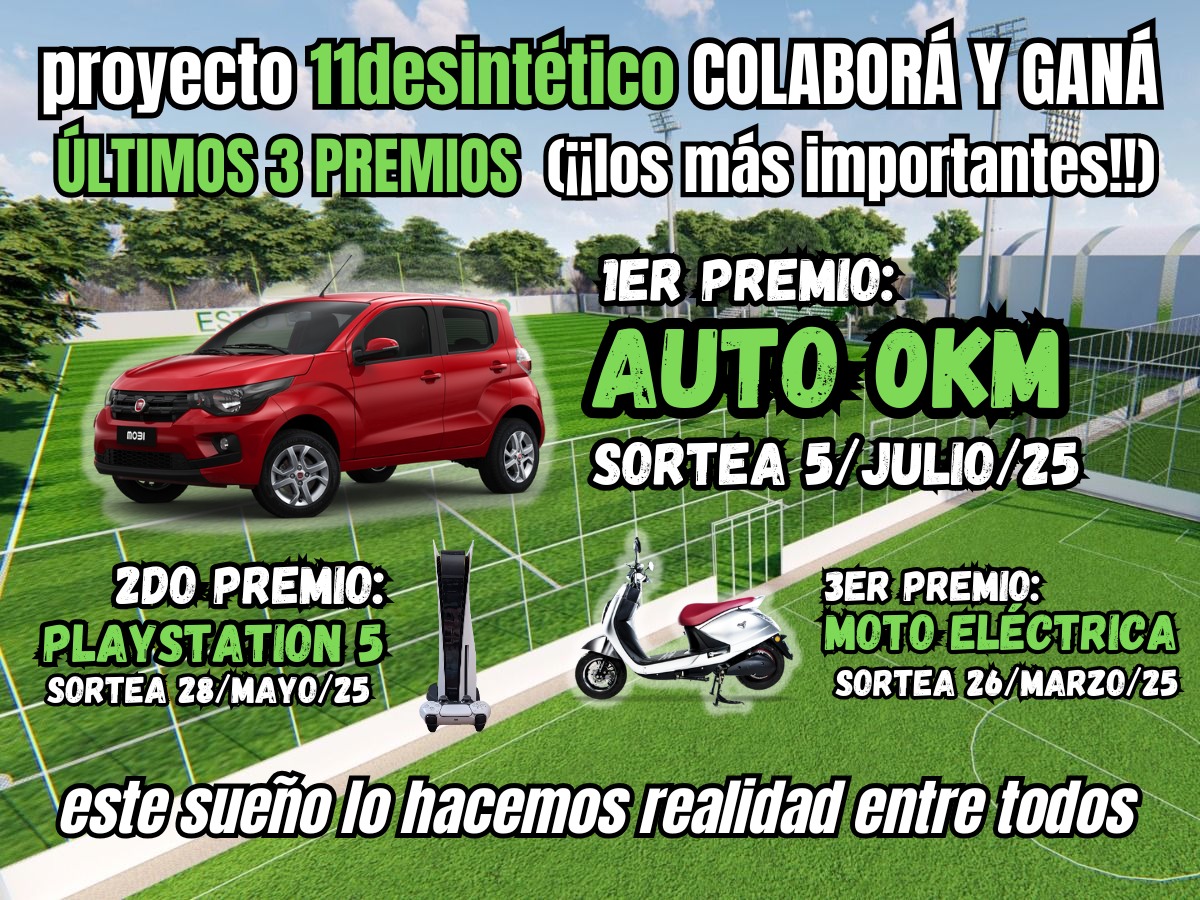 proyecto 11desintético COLABORÁ Y GANÁ
ÚLTIMOS 3 PREMIOS (¡¡los más importantes!!)
1ER PREMIO:
AUTO 0KM
SORTEA 5/JULIO/25
MOBI
2DO PREMIO:
PLAYSTATION 5
SORTEA 28/MAYO/25
3ER PREMIO:
MOTO ELÉCTRICA
SORTEA 26/MARZO/25
este sueño lo hacemos realidad entre todos